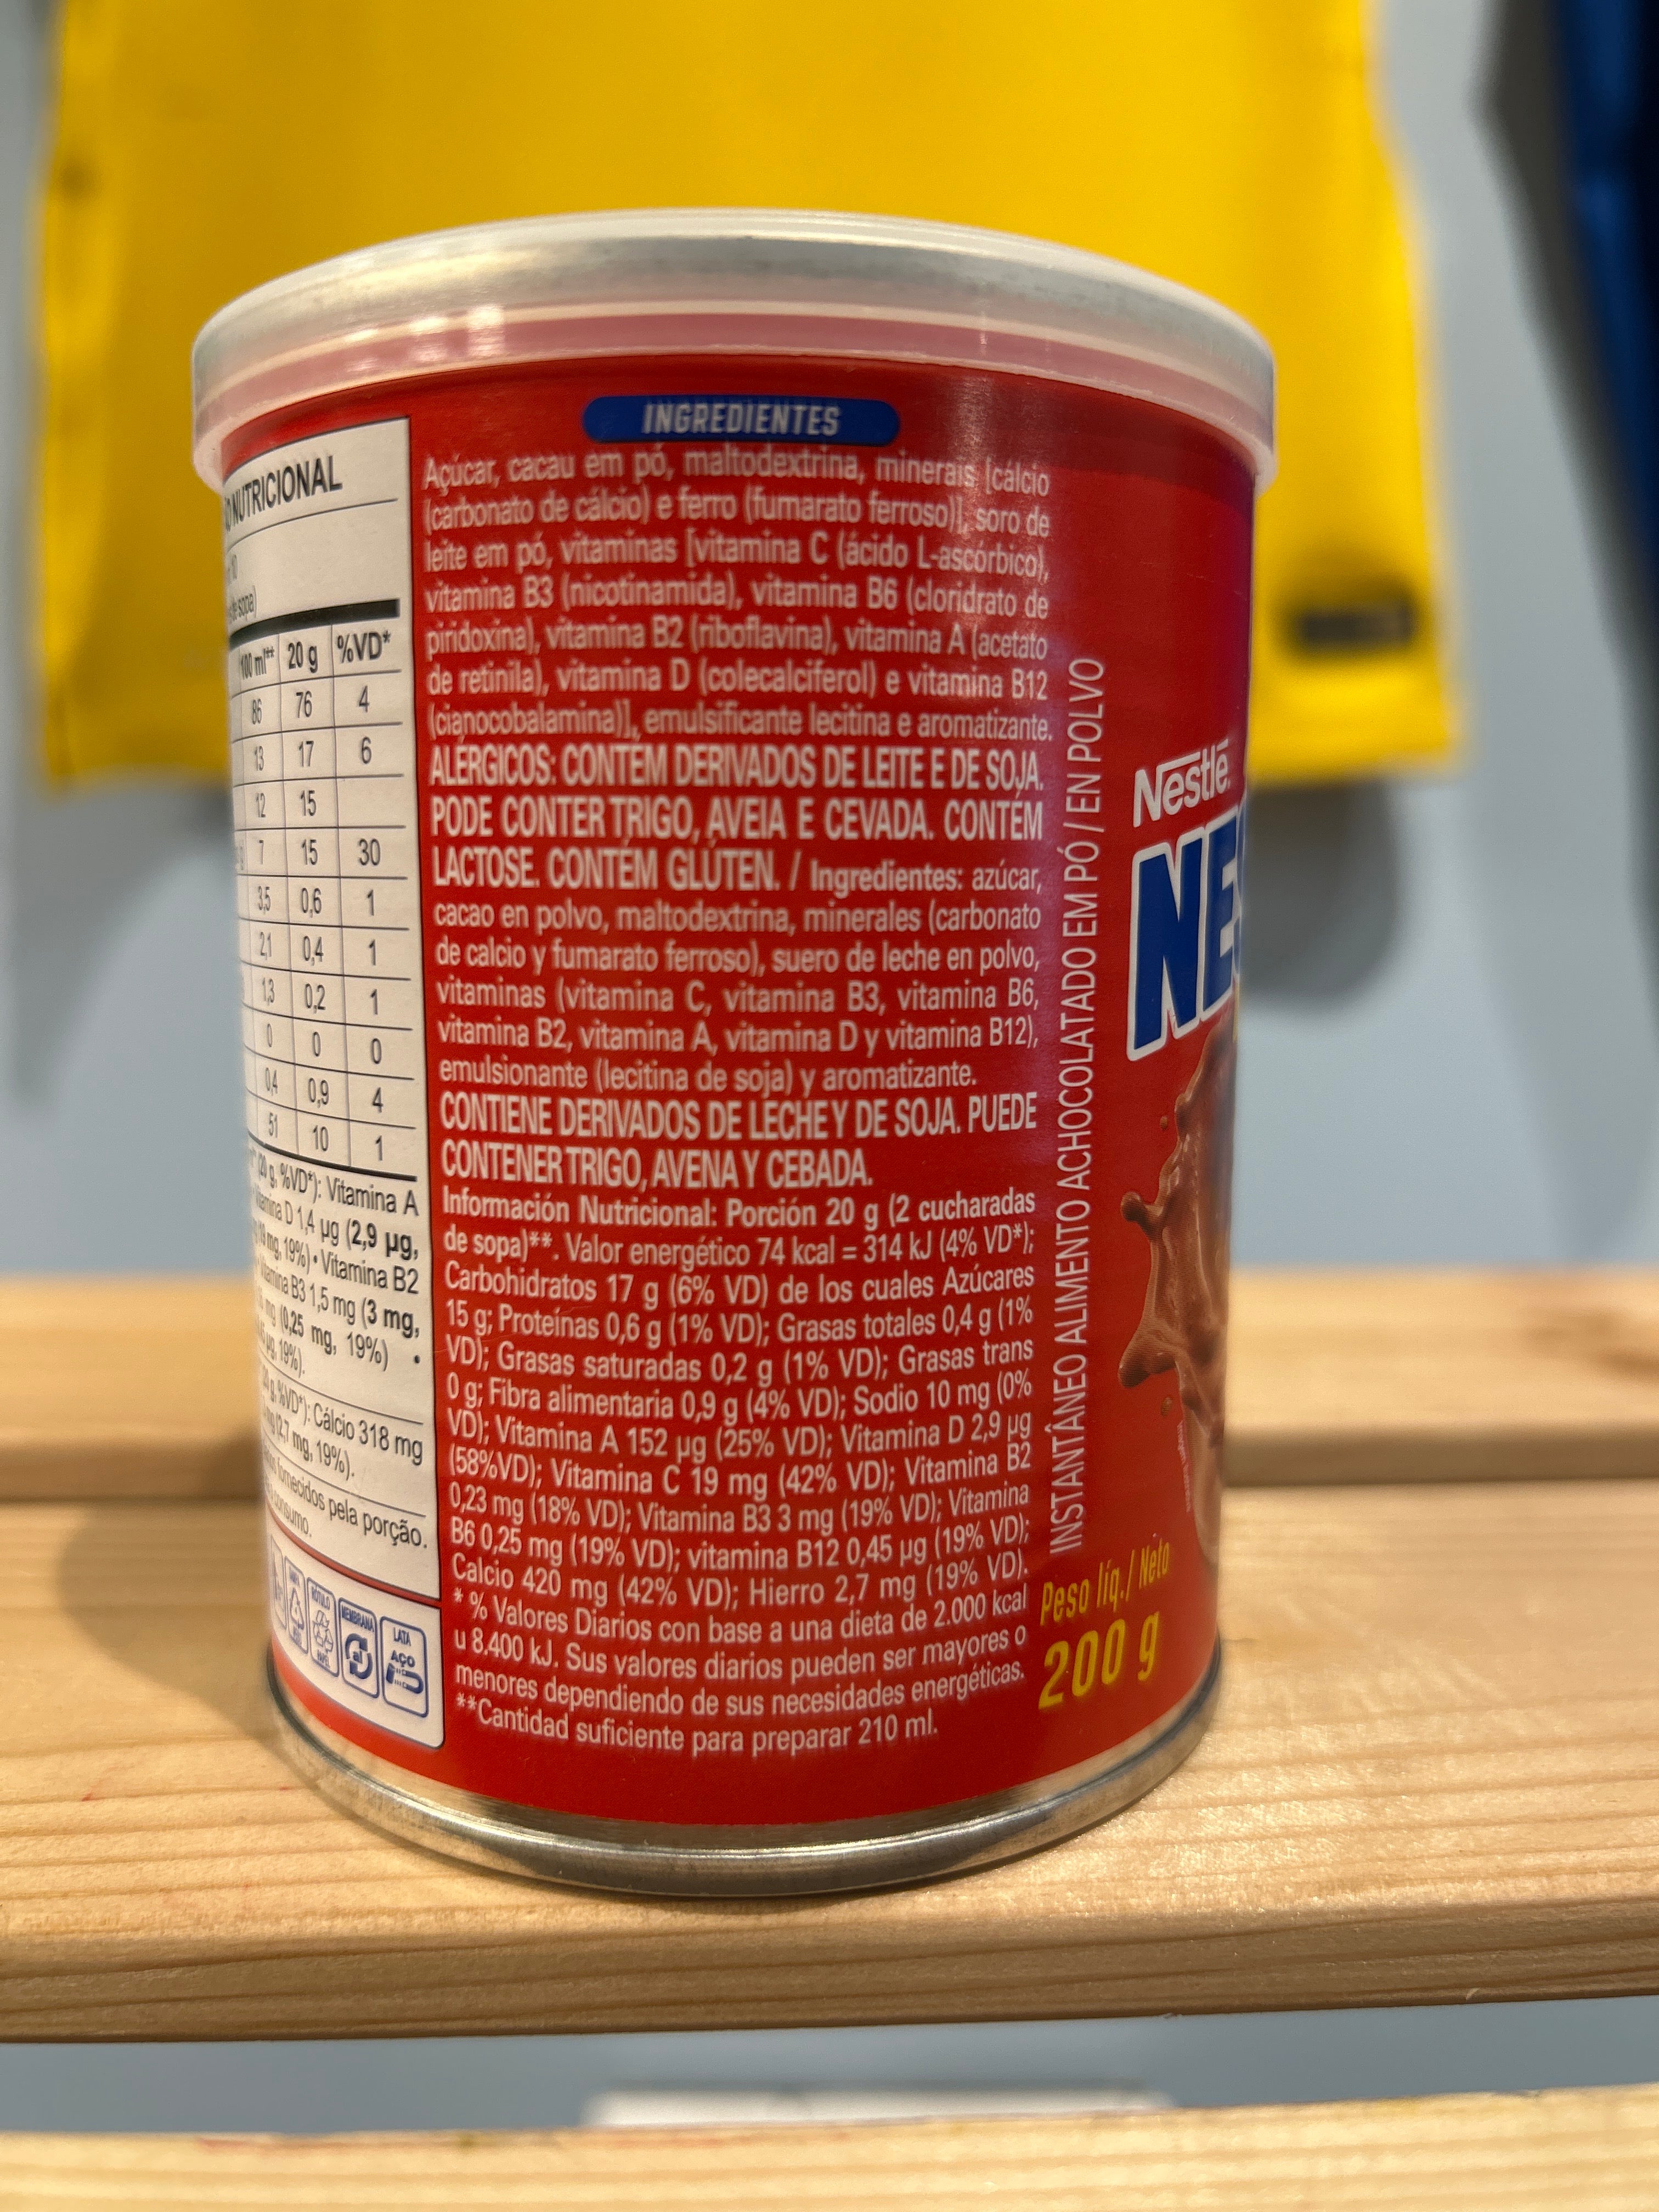 NUTRICIONAL
100 ml** 20 g %VD*
86 76 4
13 17 6
12 15
7 15 30
3,5 0,6 1
2,1 0,4 1
1,3 0,2 1
0 0 0
0,4 0,9 4
51 10 1
(20 g, %VD*): Vitamina A
D 1,4 µg (2,9 µg,
19%) • Vitamina B2
B3 1,5 mg (3 mg,
(0,25 mg, 19%) •
19%).
%VD*): Cálcio 318 mg
(2,7 mg, 19%).
fornecidos pela porção.
consumo.
RÓTULO
PAPEL
MEMBRANA
al
LATA
AÇO
INGREDIENTES
Açúcar, cacau em pó, maltodextrina, minerais [cálcio
(carbonato de cálcio) e ferro (fumarato ferroso)], soro de
leite em pó, vitaminas [vitamina C (ácido L-ascórbico),
vitamina B3 (nicotinamida), vitamina B6 (cloridrato de
piridoxina), vitamina B2 (riboflavina), vitamina A (acetato
de retinila), vitamina D (colecalciferol) e vitamina B12
(cianocobalamina)], emulsificante lecitina e aromatizante.
ALÉRGICOS: CONTÉM DERIVADOS DE LEITE E DE SOJA.
PODE CONTER TRIGO, AVEIA E CEVADA. CONTÉM
LACTOSE. CONTÉM GLÚTEN. / Ingredientes: azúcar,
cacao en polvo, maltodextrina, minerales (carbonato
de calcio y fumarato ferroso), suero de leche en polvo,
vitaminas (vitamina C, vitamina B3, vitamina B6,
vitamina B2, vitamina A, vitamina D y vitamina B12),
emulsionante (lecitina de soja) y aromatizante.
CONTIENE DERIVADOS DE LECHE Y DE SOJA. PUEDE
CONTENER TRIGO, AVENA Y CEBADA.
Información Nutricional: Porción 20 g (2 cucharadas
de sopa)**. Valor energético 74 kcal = 314 kJ (4% VD*);
Carbohidratos 17 g (6% VD) de los cuales Azúcares
15 g; Proteínas 0,6 g (1% VD); Grasas totales 0,4 g (1%
VD); Grasas saturadas 0,2 g (1% VD); Grasas trans
0 g; Fibra alimentaria 0,9 g (4% VD); Sodio 10 mg (0%
VD); Vitamina A 152 µg (25% VD); Vitamina D 2,9 µg
(58%VD); Vitamina C 19 mg (42% VD); Vitamina B2
0,23 mg (18% VD); Vitamina B3 3 mg (19% VD); Vitamina
B6 0,25 mg (19% VD); vitamina B12 0,45 µg (19% VD);
Calcio 420 mg (42% VD); Hierro 2,7 mg (19% VD).
* % Valores Diarios con base a una dieta de 2.000 kcal
u 8.400 kJ. Sus valores diarios pueden ser mayores o
menores dependiendo de sus necesidades energéticas.
**Cantidad suficiente para preparar 210 ml.
INSTANTÂNEO ALIMENTO ACHOCOLATADO EM PÓ / EN POLVO
Nestlé
NES
Peso líq./ Neto
200 g